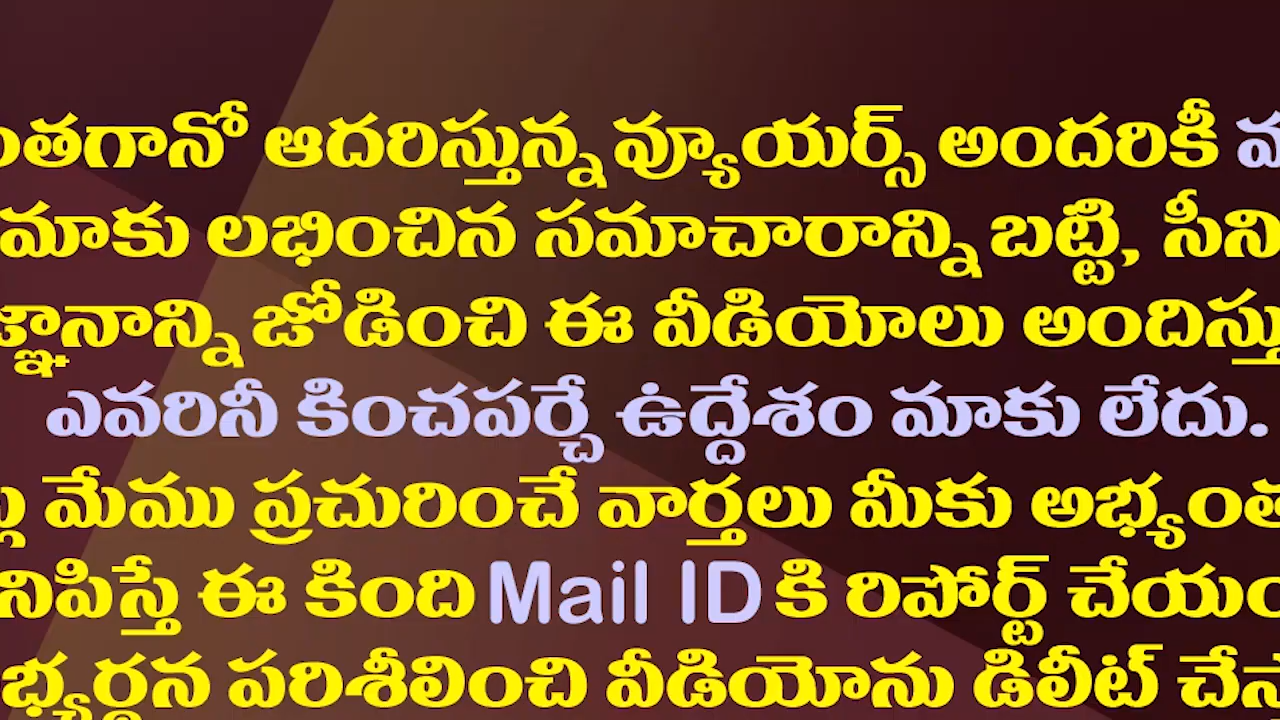 ంతగానో ఆదరిస్తున్న వ్యూయర్స్ అందరికీ
మాకు లభించిన సమాచారాన్ని బట్టి, సీని
జ్ఞానాన్ని జోడించి ఈ వీడియోలు అందిస్తు
ఎవరినీ కించపర్చే ఉద్దేశం మాకు లేదు.
మేము ప్రచురించే వార్తలు మీకు అభ్యంత
నిపిస్తే ఈ కింది Mail ID కి రిపోర్ట్ చేయం
భ్యర్థన పరిశీలించి వీడియోను డిలీట్ చేస